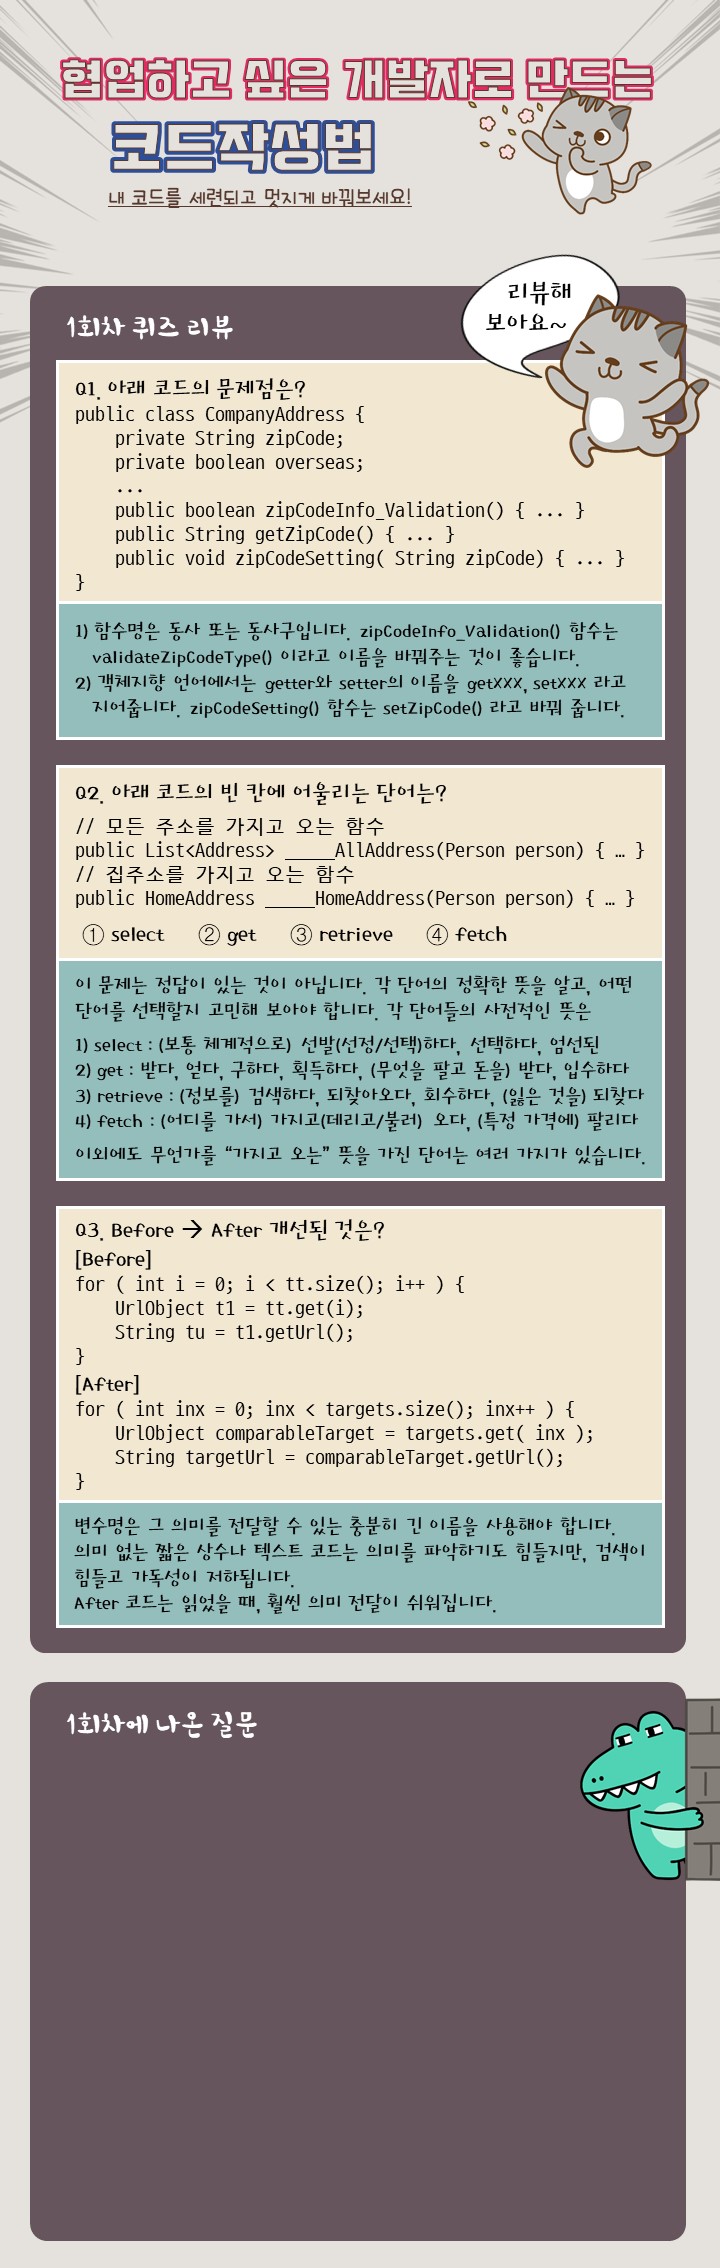 협업하고 싶은 개발자로 만드는
코드작성법
내 코드를 세련되고 멋지게 바꿔보세요!
리뷰해
보아요~
1회차 퀴즈 리뷰
Q1. 아래 코드의 문제점은?
public class CompanyAddress {
    private String zipCode;
    private boolean overseas;
    ...
    public boolean zipCodeInfo_Validation() { ... }
    public String getZipCode() { ... }
    public void zipCodeSetting( String zipCode) { ... }
}
1) 함수명은 동사 또는 동사구입니다. zipCodeInfo_Validation() 함수는
validateZipCodeType() 이라고 이름을 바꿔주는 것이 좋습니다.
2) 객체지향 언어에서는 getter와 setter의 이름을 getXXX, setXXX 라고
지어줍니다. zipCodeSetting() 함수는 setZipCode() 라고 바꿔 줍니다.
Q2. 아래 코드의 빈 칸에 어울리는 단어는?
// 모든 주소를 가지고 오는 함수
public List<Address> _____AllAddress(Person person) { … }
// 집주소를 가지고 오는 함수
public HomeAddress _____HomeAddress(Person person) { … }
① select ② get ③ retrieve ④ fetch
이 문제는 정답이 있는 것이 아닙니다. 각 단어의 정확한 뜻을 알고, 어떤
단어를 선택할지 고민해 보아야 합니다. 각 단어들의 사전적인 뜻은
1) select : (보통 체계적으로) 선발(선정/선택)하다, 선택하다, 엄선된
2) get : 받다, 얻다, 구하다, 획득하다, (무엇을 팔고 돈을) 받다, 입수하다
3) retrieve : (정보를) 검색하다, 되찾아오다, 회수하다, (잃은 것을) 되찾다
4) fetch : (어디를 가서) 가지고(데리고/불러) 오다, (특정 가격에) 팔리다
이외에도 무언가를 “가지고 오는” 뜻을 가진 단어는 여러 가지가 있습니다.
Q3. Before → After 개선된 것은?
[Before]
for ( int i = 0; i < tt.size(); i++ ) {
    UrlObject t1 = tt.get(i);
    String tu = t1.getUrl();
}
[After]
for ( int inx = 0; inx < targets.size(); inx++ ) {
    UrlObject comparableTarget = targets.get( inx );
    String targetUrl = comparableTarget.getUrl();
}
변수명은 그 의미를 전달할 수 있는 충분히 긴 이름을 사용해야 합니다.
의미 없는 짧은 상수나 텍스트 코드는 의미를 파악하기도 힘들지만, 검색이
힘들고 가독성이 저하됩니다.
After 코드는 읽었을 때, 훨씬 의미 전달이 쉬워집니다.
1회차에 나온 질문